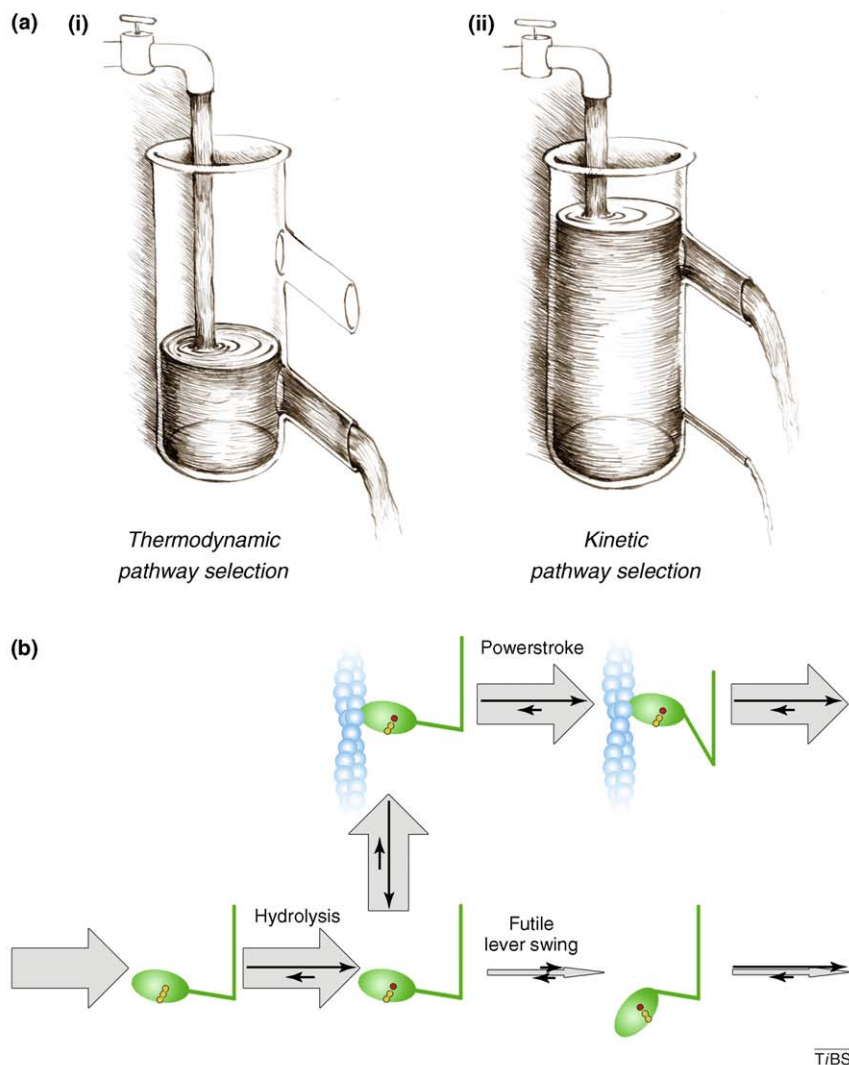 (a) (i)
(ii)
Thermodynamic
pathway selection
Kinetic
pathway selection
(b)
Powerstroke
Hydrolysis
Futile
lever swing
TiBS